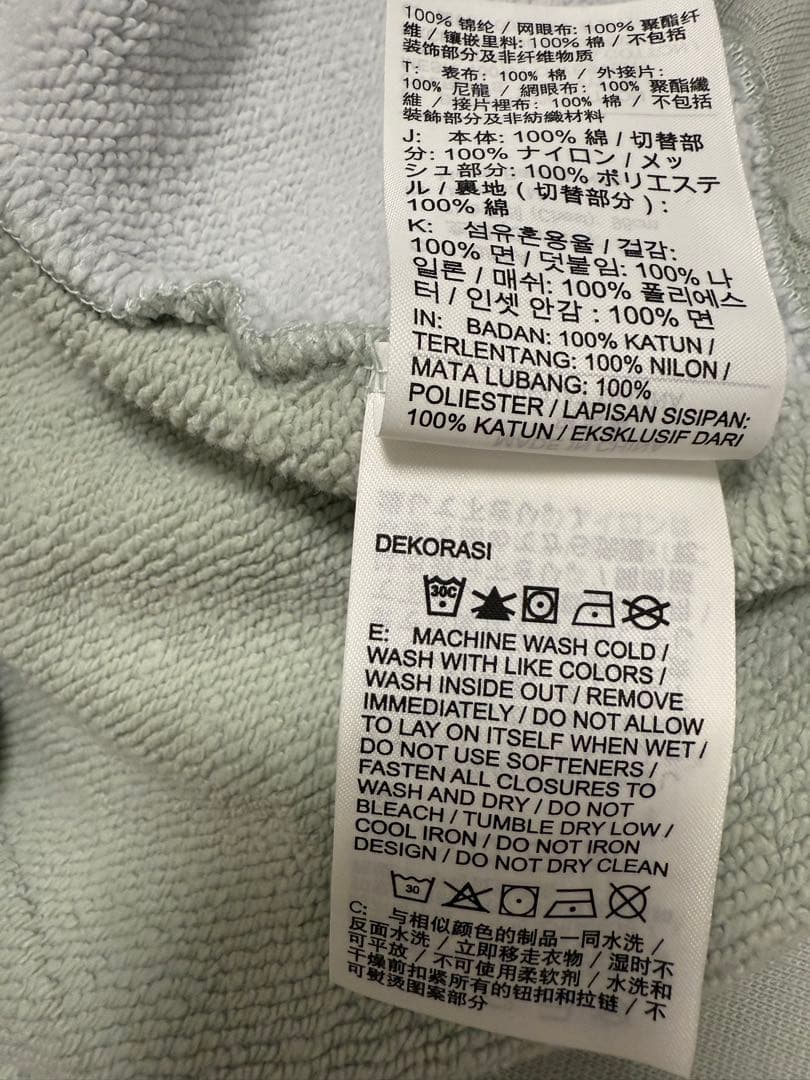 100% 锦纶 / 网眼布: 100% 聚酯纤
维 / 镶嵌里料: 100% 棉 / 不包括
装饰部分及非纤维物质
T: 表布: 100% 棉 / 外接片:
100% 尼龍 / 網眼布: 100% 聚酯纖
維 / 接片裡布: 100% 棉 / 不包括
裝飾部分及非紡織材料
J: 本体: 100% 綿 / 切替部
分: 100% ナイロン / メッ
シュ部分: 100% ポリエステ
ル / 裏地 ( 切替部分 ) :
100% 綿
K: 섬유혼용율 / 겉감:
100% 면 / 덧붙임: 100% 나
일론 / 매쉬: 100% 폴리에스
터 / 인셋 안감 : 100% 면
IN: BADAN: 100% KATUN /
TERLENTANG: 100% NILON /
MATA LUBANG: 100%
POLIESTER / LAPISAN SISIPAN:
100% KATUN / EKSKLUSIF DARI
DEKORASI
30C
E: MACHINE WASH COLD /
WASH WITH LIKE COLORS /
WASH INSIDE OUT / REMOVE
IMMEDIATELY / DO NOT ALLOW
TO LAY ON ITSELF WHEN WET /
DO NOT USE SOFTENERS /
FASTEN ALL CLOSURES TO
WASH AND DRY / DO NOT
BLEACH / TUMBLE DRY LOW /
COOL IRON / DO NOT IRON
DESIGN / DO NOT DRY CLEAN
30
C: 与相似颜色的制品一同水洗 /
反面水洗 / 立即移走衣物 / 湿时不
可平放 / 不可使用柔软剂 / 水洗和
干燥前扣紧所有的钮扣和拉链 / 不
可熨烫图案部分